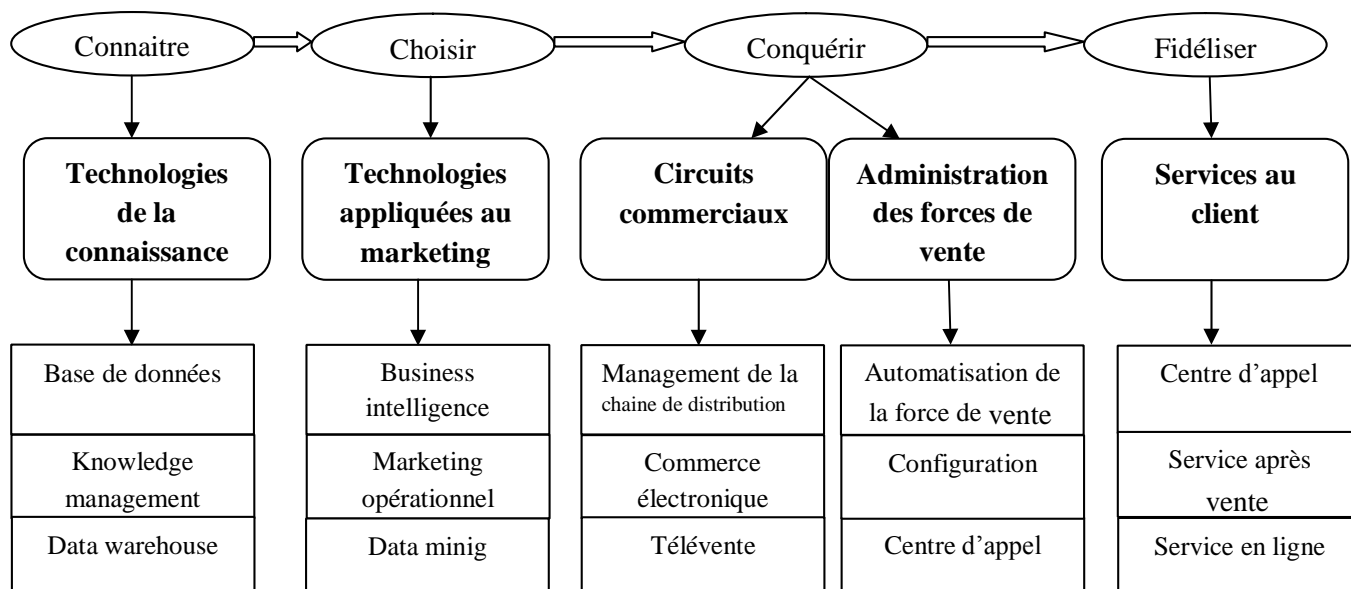 Connaitre
Choisir
Conquérir
Fidéliser
Technologies
de la
connaissance
Technologies
appliquées au
marketing
Circuits
commerciaux
Administration
des forces de
vente
Services au
client
Base de données
Business
intelligence
Management de la
chaine de distribution
Automatisation de
la force de vente
Centre d’appel
Knowledge
management
Marketing
opérationnel
Commerce
électronique
Configuration
Service après
vente
Data warehouse
Data minig
Télévente
Centre d’appel
Service en ligne